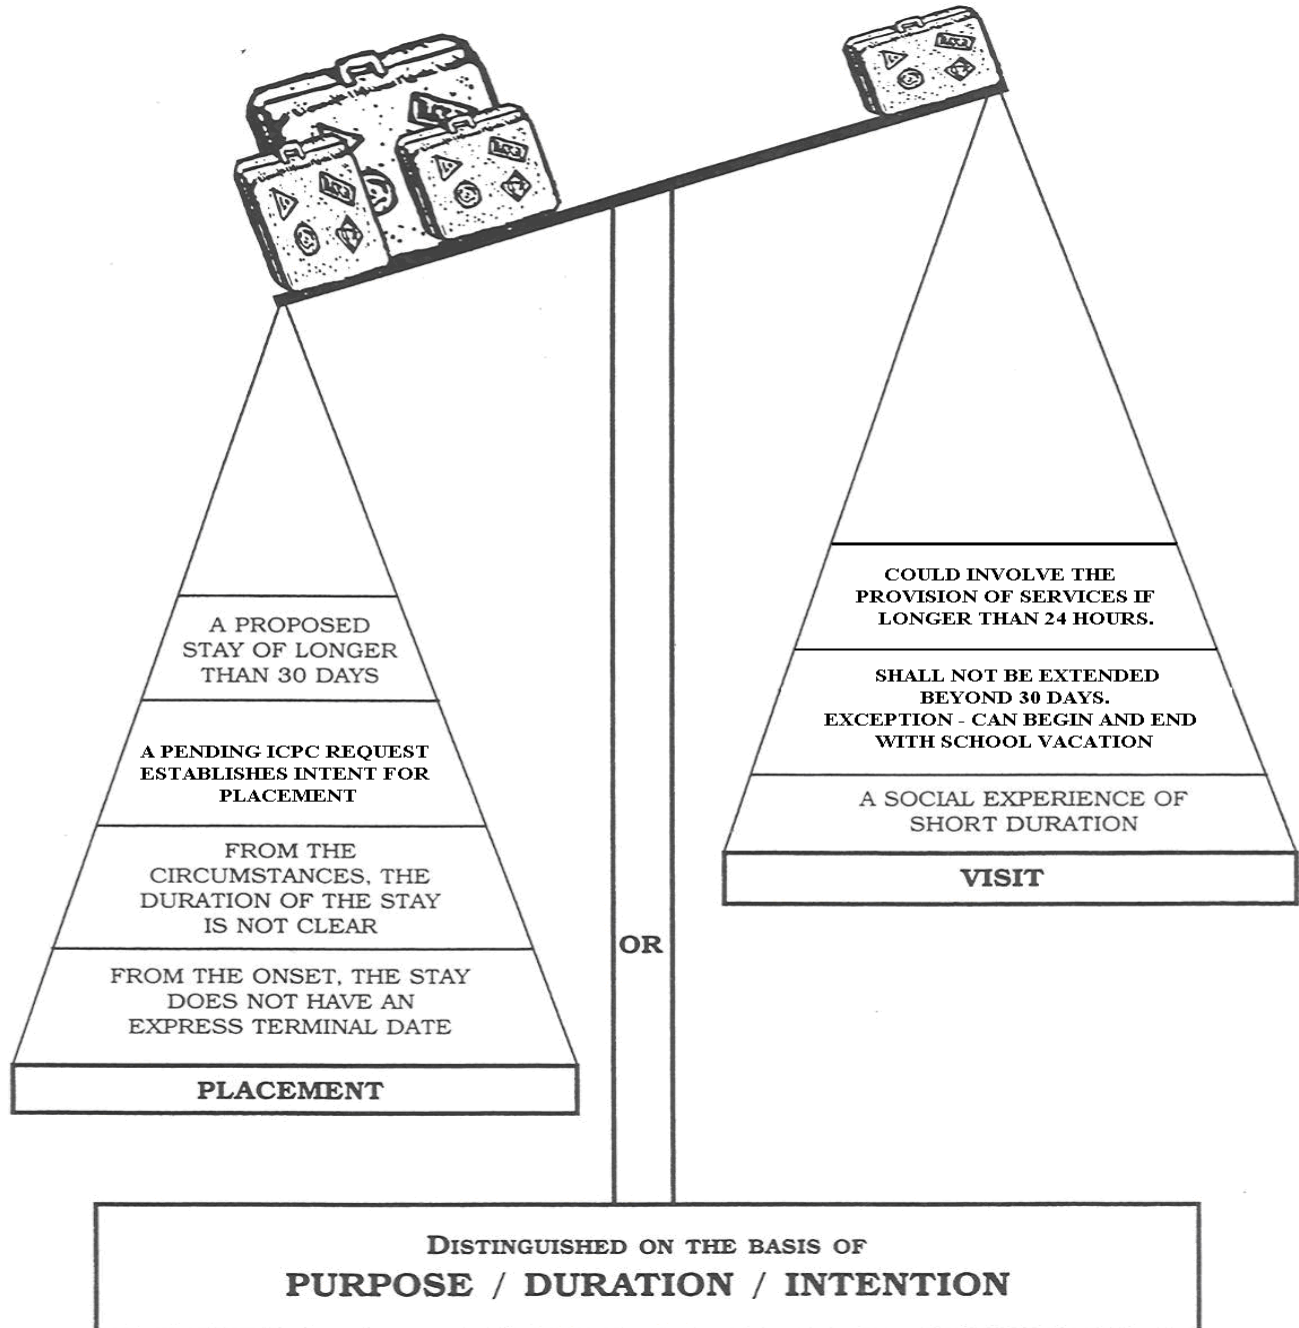 A PROPOSED
STAY OF LONGER
THAN 30 DAYS
A PENDING ICPC REQUEST
ESTABLISHES INTENT FOR
PLACEMENT
FROM THE
CIRCUMSTANCES, THE
DURATION OF THE STAY
IS NOT CLEAR
FROM THE ONSET, THE STAY
DOES NOT HAVE AN
EXPRESS TERMINAL DATE
PLACEMENT
OR
COULD INVOLVE THE
PROVISION OF SERVICES IF
LONGER THAN 24 HOURS.
SHALL NOT BE EXTENDED
BEYOND 30 DAYS.
EXCEPTION - CAN BEGIN AND END
WITH SCHOOL VACATION
A SOCIAL EXPERIENCE OF
SHORT DURATION
VISIT
DISTINGUISHED ON THE BASIS OF
PURPOSE / DURATION / INTENTION